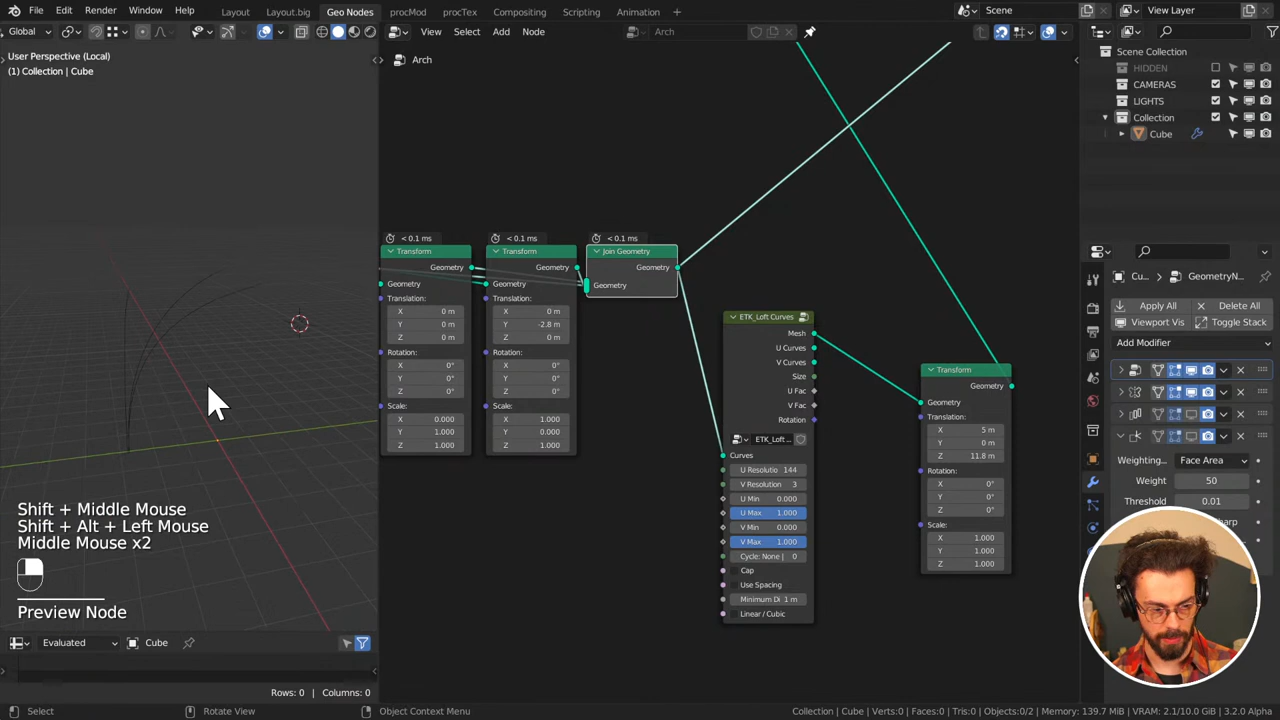 File Edit Render Window Help Layout Layout.big Geo Nodes procMod procTex Compositing Scripting Animation + Scene View Layer
Global View Select Add Node Arch
User Perspective (Local)
(1) Collection | Cube
Arch
Scene Collection
HIDDEN
CAMERAS
LIGHTS
Collection
Cube
< 0.1 ms < 0.1 ms < 0.1 ms
Transform Transform Join Geometry
Geometry Geometry Geometry
Geometry Geometry Geometry
Translation: Translation:
X 0 m X 0 m
Y 0 m Y -2.8 m
Z 0 m Z 0 m
Rotation: Rotation:
X 0° X 0°
Y 0° Y 0°
Z 0° Z 0°
Scale: Scale:
X 0.000 X 1.000
Y 1.000 Y 0.000
Z 1.000 Z 1.000
ETK_Loft Curves
Mesh
U Curves
V Curves
Size
U Fac
V Fac
Rotation
ETK_Loft ...
Curves
U Resolutio 144
V Resolution 3
U Min 0.000
U Max 1.000
V Min 0.000
V Max 1.000
Cycle: None | 0
Cap
Use Spacing
Minimum Di 1 m
Linear / Cubic
Transform
Geometry
Geometry
Translation:
X 5 m
Y 0 m
Z 11.8 m
Rotation:
X 0°
Y 0°
Z 0°
Scale:
X 1.000
Y 1.000
Z 1.000
Cu... GeometryN...
Apply All Delete All
Viewport Vis Toggle Stack
Add Modifier
Weighting... Face Area
Weight 50
Threshold 0.01
Shift + Middle Mouse
Shift + Alt + Left Mouse
Middle Mouse x2
Preview Node
Evaluated Cube
Rows: 0 | Columns: 0
Select Rotate View Object Context Menu Collection | Cube | Verts:0 | Faces:0 | Tris:0 | Objects:0/2 | Memory: 139.7 MiB | VRAM: 2.1/10.0 GiB | 3.2.0 Alpha